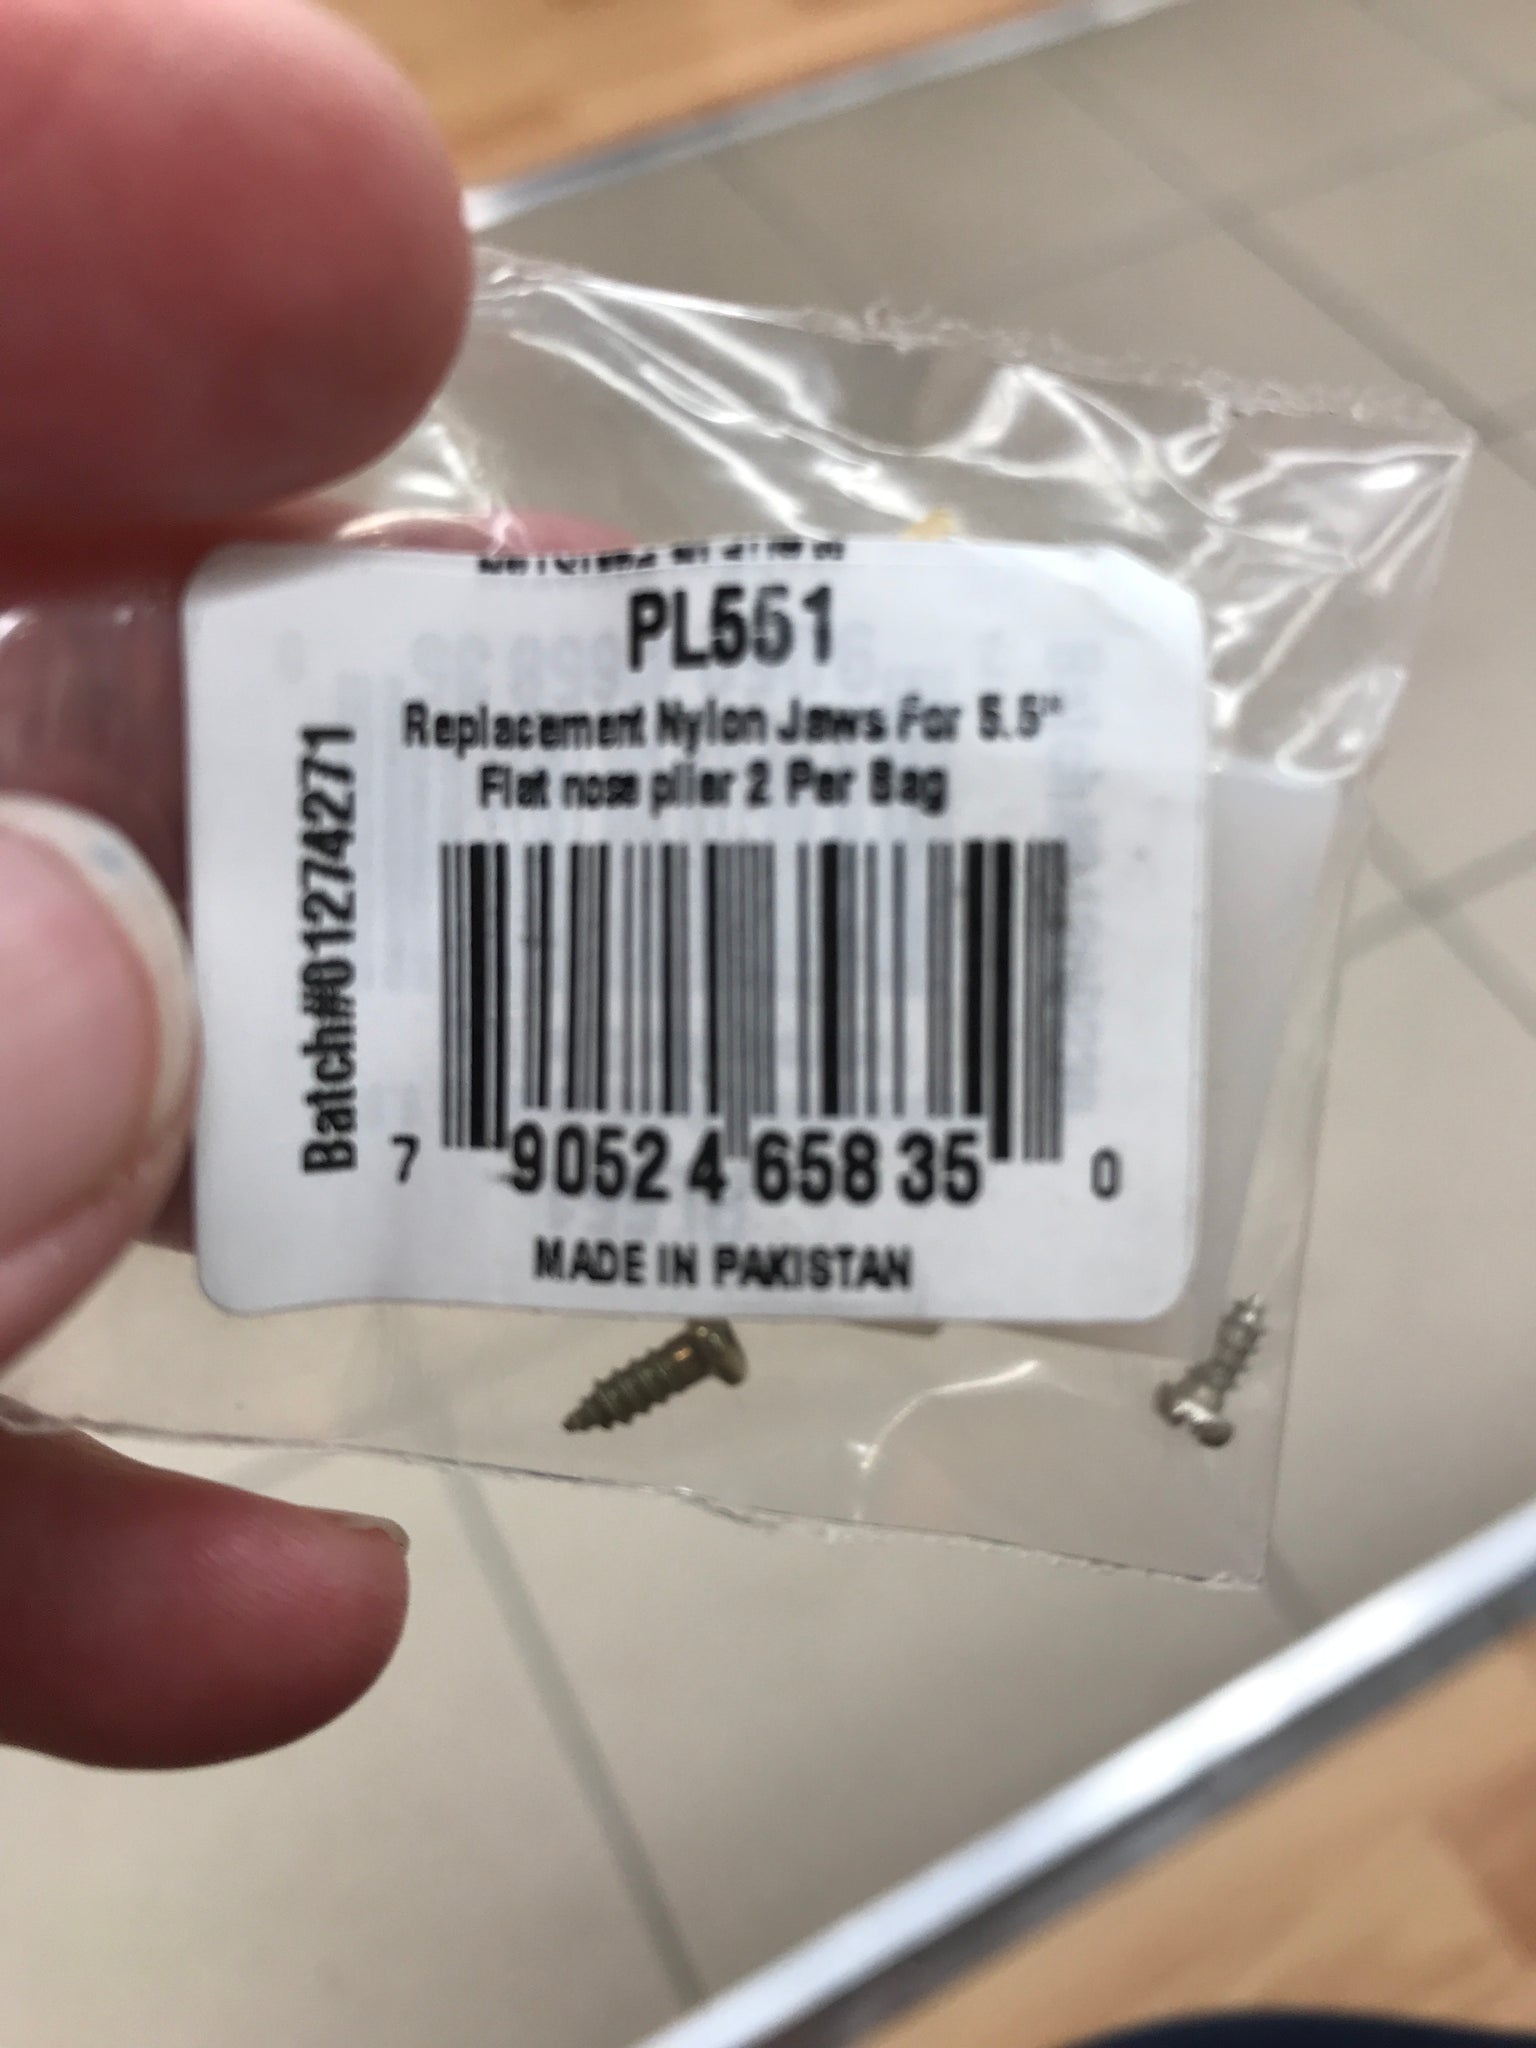 PL551
Replacement Nylon Jaws For 5.5"
Flat nose plier 2 Per Bag
Batch#01274271
7 90524 65835 0
MADE IN PAKISTAN